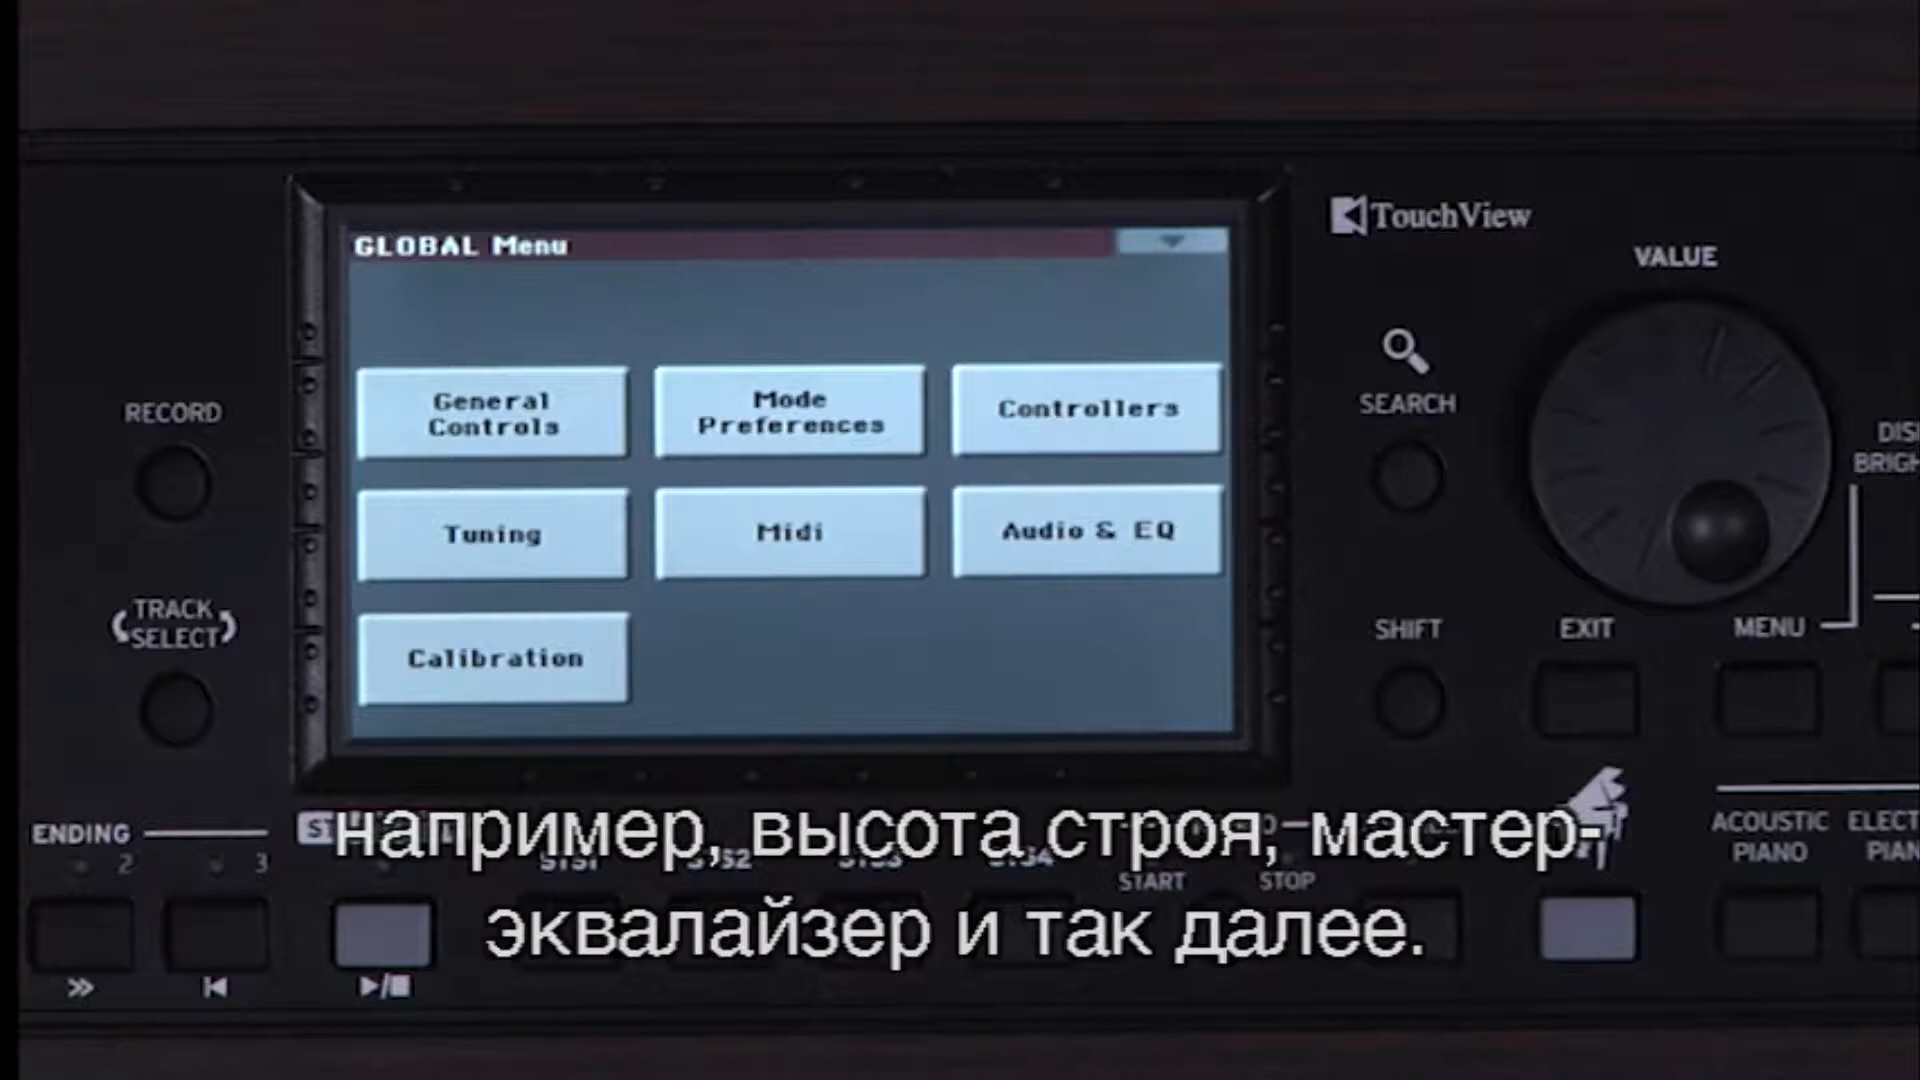 TouchView
GLOBAL Menu
VALUE
General
Controls
Mode
Preferences
Controllers
RECORD
SEARCH
Tuning
Midi
Audio & EQ
TRACK
SELECT
SHIFT
EXIT
MENU
Calibration
ENDING
2
3
ACOUSTIC
PIANO
START
STOP
например, высота строя, мастер-
эквалайзер и так далее.